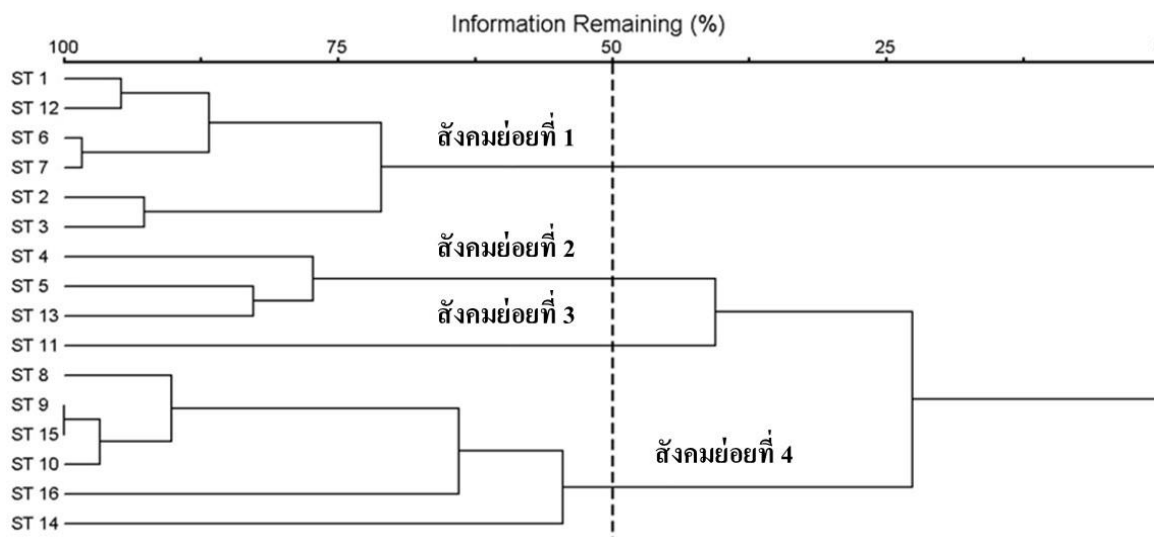 Information Remaining (%)
100 75 50 25
ST 1
ST 12
ST 6
สังคมย่อยที่ 1
ST 7
ST 2
ST 3
สังคมย่อยที่ 2
ST 4
ST 5
สังคมย่อยที่ 3
ST 13
ST 11
ST 8
ST 9
ST 15
สังคมย่อยที่ 4
ST 10
ST 16
ST 14